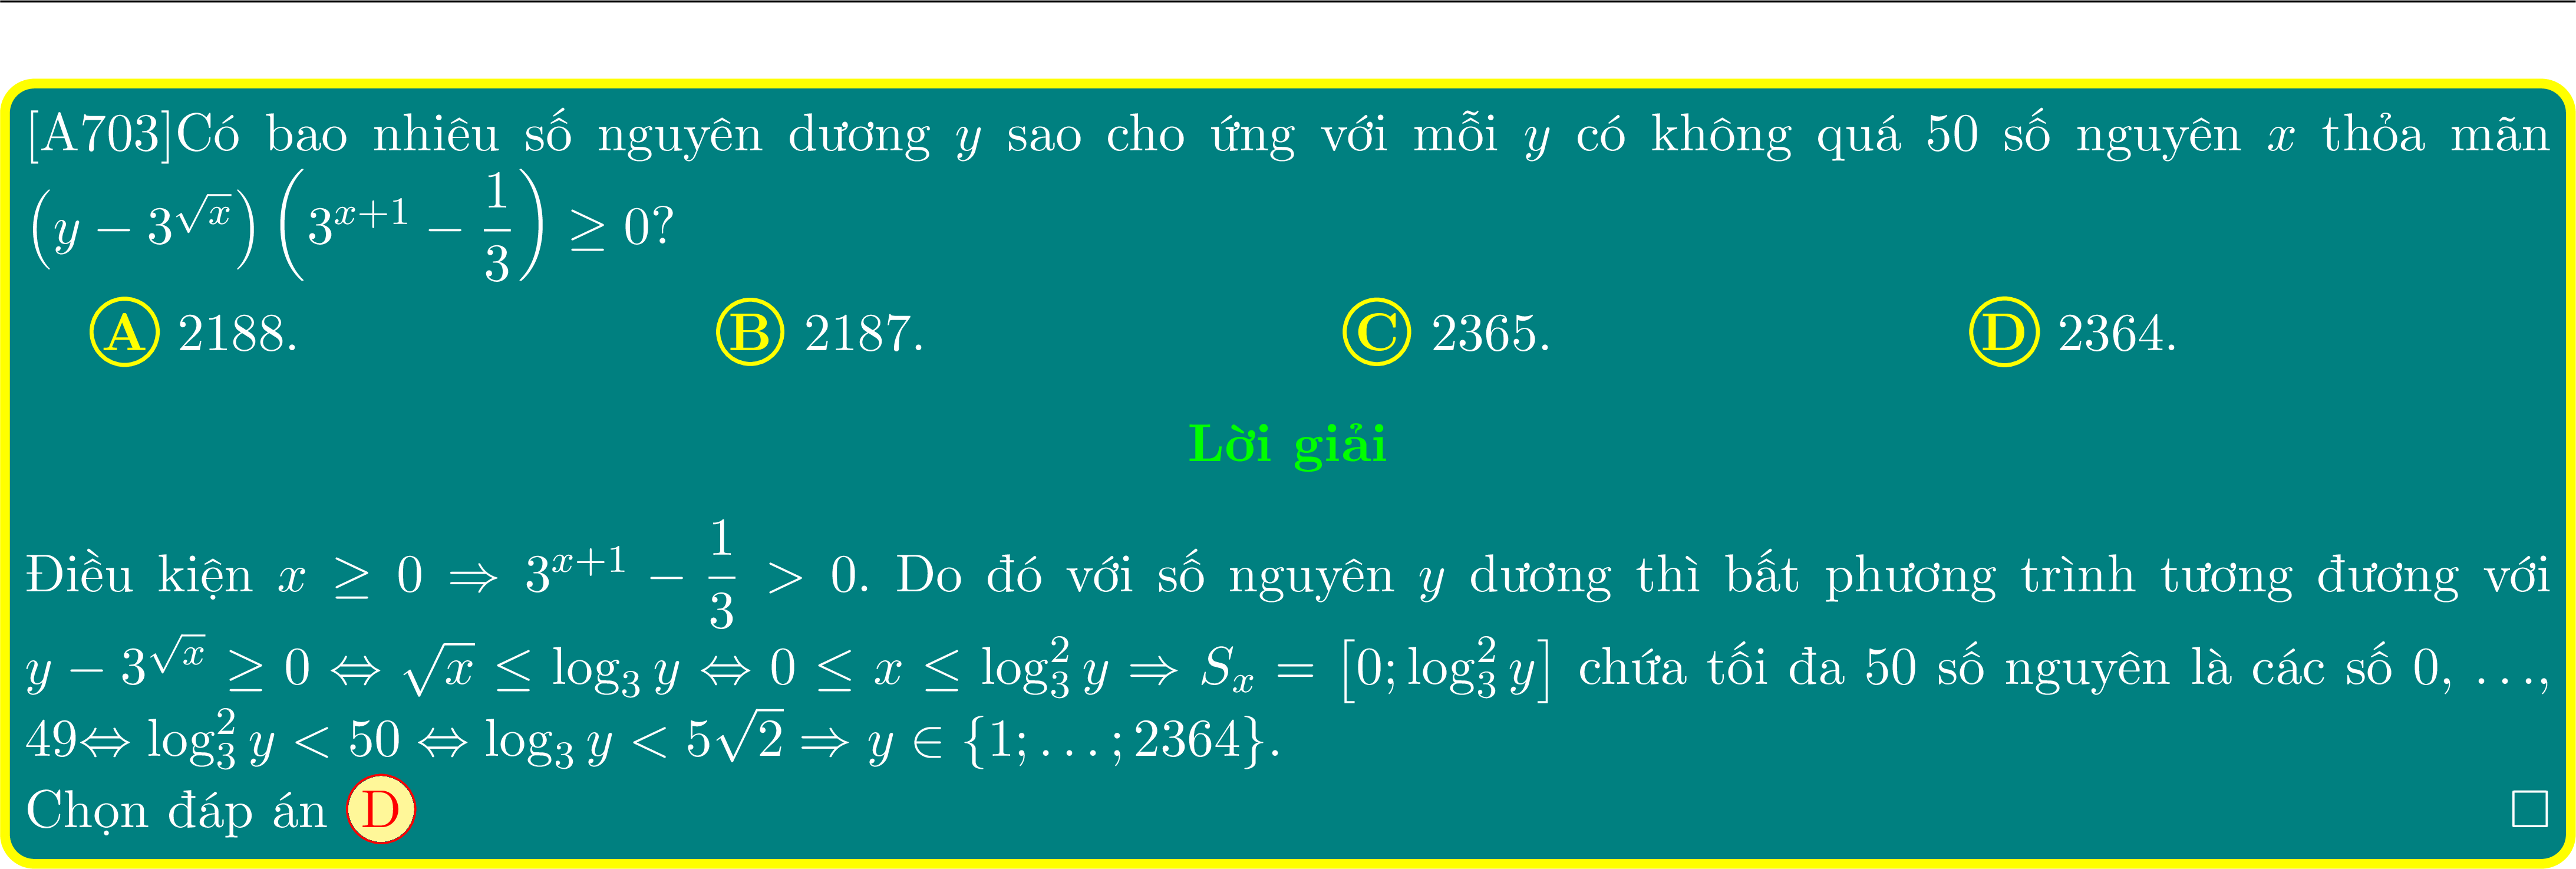 [A703]Có bao nhiêu số nguyên dương y sao cho ứng với mỗi y có không quá 50 số nguyên x thỏa mãn
$\left(y-3^{\sqrt{x}}\right)\left(3^{x+1}-\dfrac{1}{3}\right)\geq 0$?
A 2188. B 2187. C 2365. D 2364.
Lời giải
Điều kiện $x\geq 0\Rightarrow 3^{x+1}-\dfrac{1}{3}>0$. Do đó với số nguyên y dương thì bất phương trình tương đương với
$y-3^{\sqrt{x}}\geq 0\Leftrightarrow\sqrt{x}\leq\log_3 y\Leftrightarrow 0\leq x\leq\log_3^2 y\Rightarrow S_x=\left[0;\log_3^2 y\right]$ chứa tối đa 50 số nguyên là các số 0, …,
49$\Leftrightarrow\log_3^2 y<50\Leftrightarrow\log_3 y<5\sqrt{2}\Rightarrow y\in\{1;\ldots;2364\}$.
Chọn đáp án D □